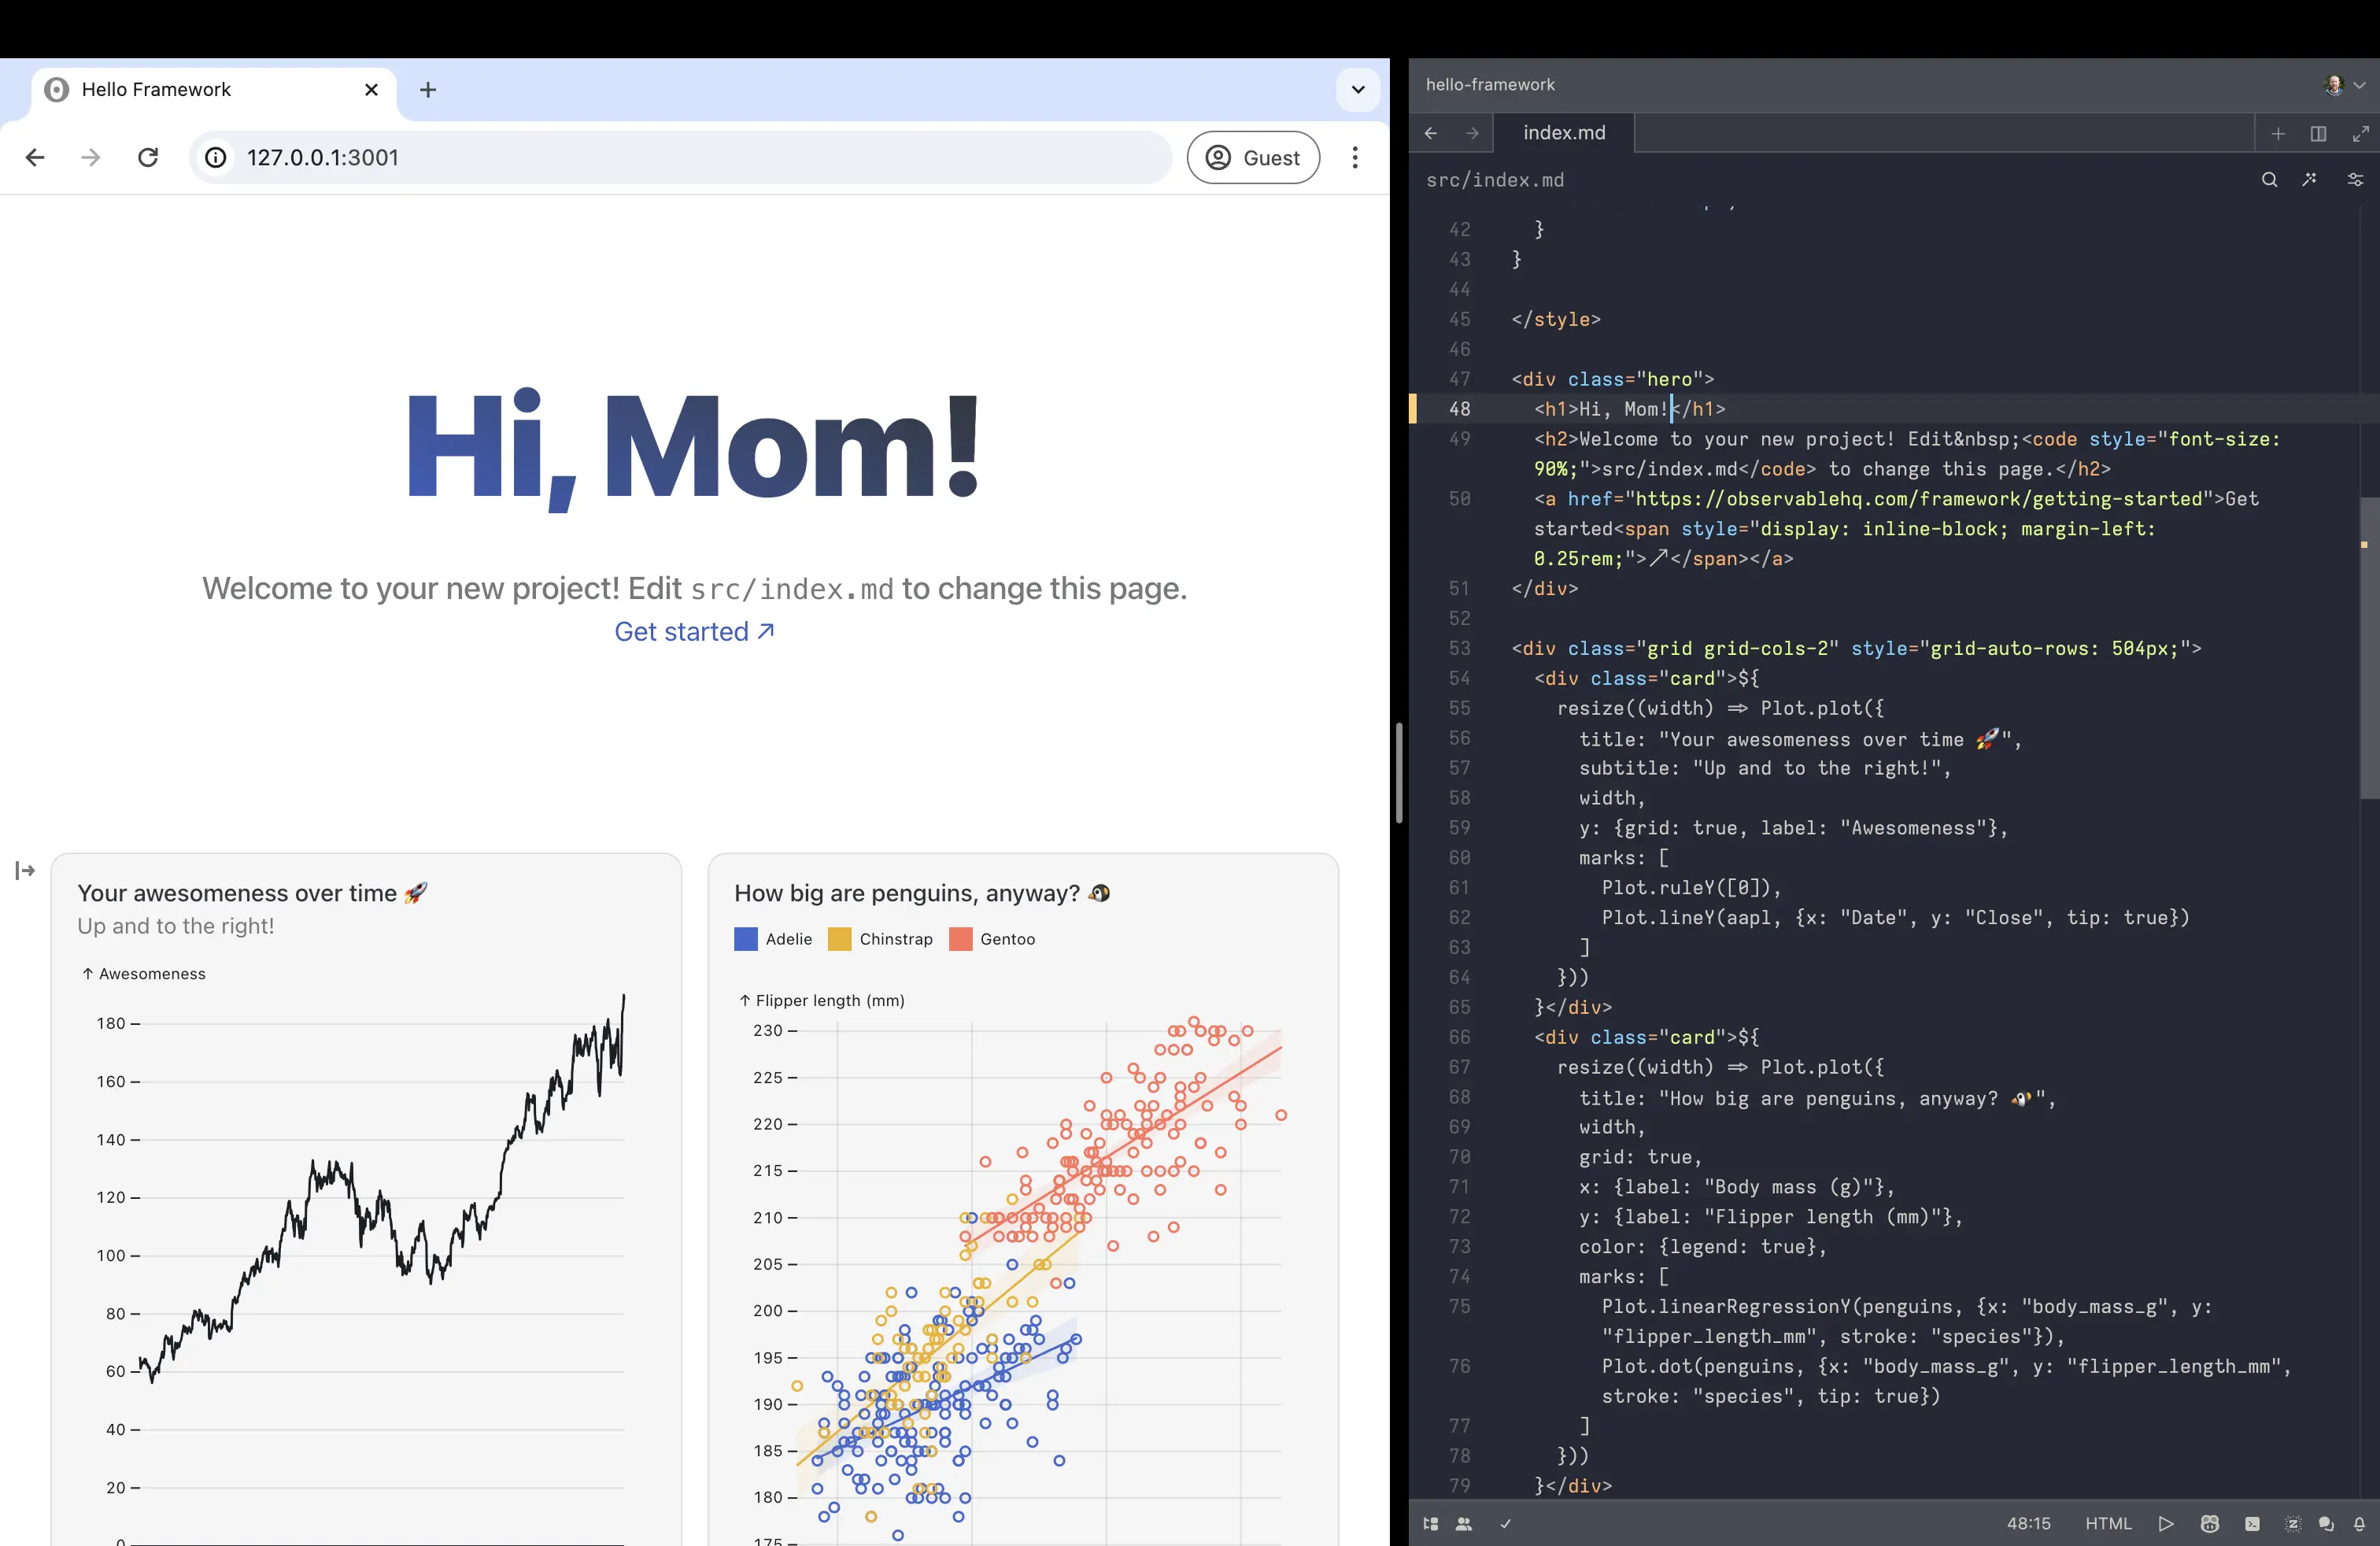 Hello Framework
127.0.0.1:3001
Guest
Hi, Mom!
Welcome to your new project! Edit src/index.md to change this page.
Get started ↗
Your awesomeness over time 🚀
Up and to the right!
↑ Awesomeness
180
160
140
120
100
80
60
40
20
0
How big are penguins, anyway? 🐧
Adelie Chinstrap Gentoo
↑ Flipper length (mm)
230
225
220
215
210
205
200
195
190
185
180
175
hello-framework
index.md
src/index.md
42 }
43 }
44
45 </style>
46
47 <div class="hero">
48 <h1>Hi, Mom!</h1>
49 <h2>Welcome to your new project! Edit&nbsp;<code style="font-size:
90%;">src/index.md</code> to change this page.</h2>
50 <a href="https://observablehq.com/framework/getting-started">Get
started<span style="display: inline-block; margin-left:
0.25rem;">↗</span></a>
51 </div>
52
53 <div class="grid grid-cols-2" style="grid-auto-rows: 504px;">
54 <div class="card">${
55 resize((width) => Plot.plot({
56 title: "Your awesomeness over time 🚀",
57 subtitle: "Up and to the right!",
58 width,
59 y: {grid: true, label: "Awesomeness"},
60 marks: [
61 Plot.ruleY([0]),
62 Plot.lineY(aapl, {x: "Date", y: "Close", tip: true})
63 ]
64 }))
65 }</div>
66 <div class="card">${
67 resize((width) => Plot.plot({
68 title: "How big are penguins, anyway? 🐧",
69 width,
70 grid: true,
71 x: {label: "Body mass (g)"},
72 y: {label: "Flipper length (mm)"},
73 color: {legend: true},
74 marks: [
75 Plot.linearRegressionY(penguins, {x: "body_mass_g", y:
"flipper_length_mm", stroke: "species"}),
76 Plot.dot(penguins, {x: "body_mass_g", y: "flipper_length_mm",
stroke: "species", tip: true})
77 ]
78 }))
79 }</div>
48:15 HTML